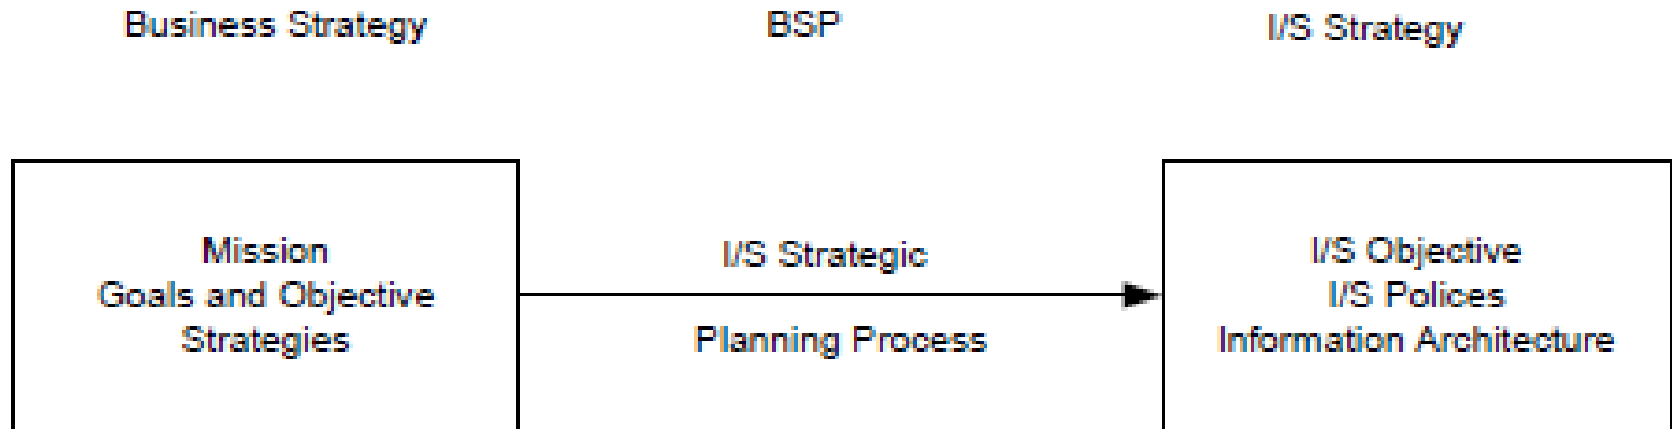 Business Strategy
BSP
I/S Strategy
Mission
Goals and Objective
Strategies
I/S Strategic
Planning Process
I/S Objective
I/S Polices
Information Architecture